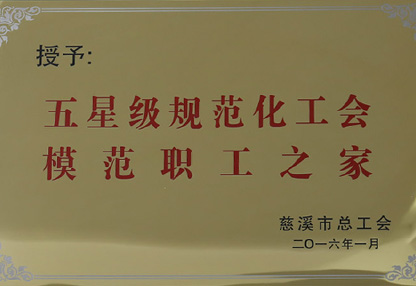 授予:
五星级规范化工会
模范职工之家
慈溪市总工会
二〇一六年一月